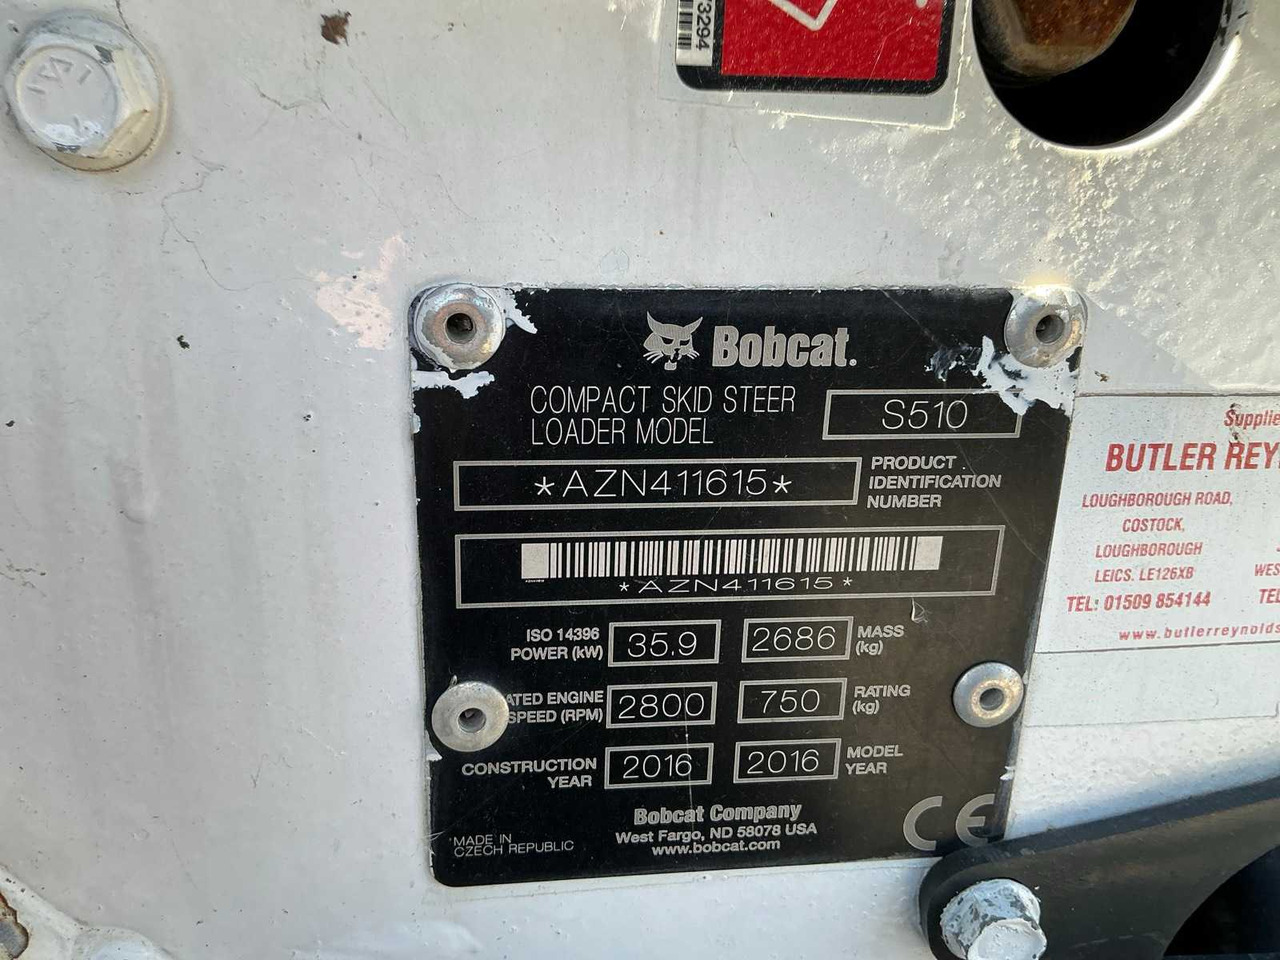 3294
Bobcat.
COMPACT SKID STEER
LOADER MODEL
S510
*AZN411615*
PRODUCT
IDENTIFICATION
NUMBER
*AZN411615*
ISO 14396
POWER (kW)
35.9
2686
MASS
(kg)
ATED ENGINE
SPEED (RPM)
2800
750
RATING
(kg)
CONSTRUCTION
YEAR
2016
2016
MODEL
YEAR
Bobcat Company
West Fargo, ND 58078 USA
www.bobcat.com
MADE IN
CZECH REPUBLIC
CE
Supplie
BUTLER REY
LOUGHBOROUGH ROAD,
COSTOCK,
LOUGHBOROUGH
LEICS. LE126XB
WES
TEL: 01509 854144
TEL
www.butlerreynolds